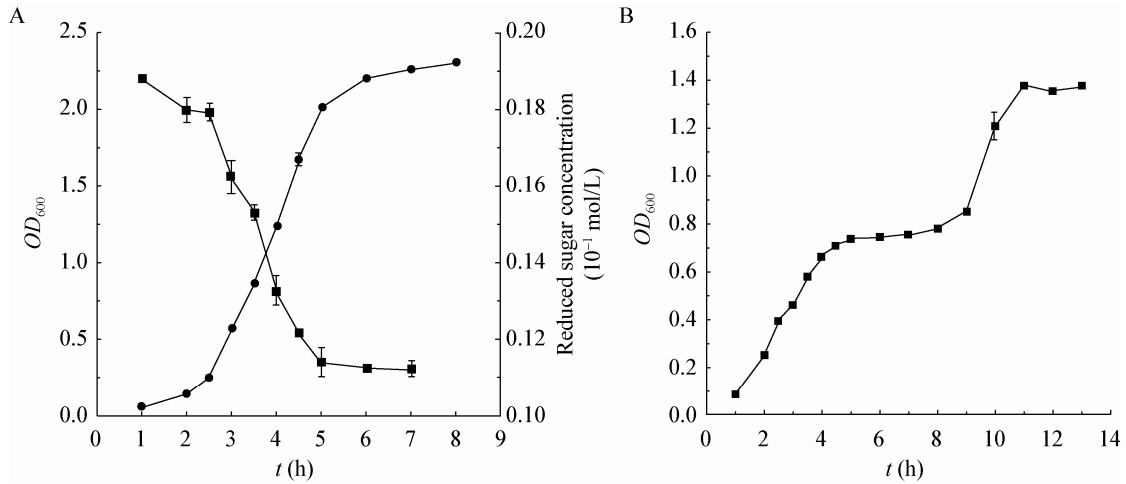 A
2.5
2.0
1.5
1.0
0.5
0.0
OD600
0 1 2 3 4 5 6 7 8 9
t (h)
0.20
0.18
0.16
0.14
0.12
0.10
Reduced sugar concentration
(10⁻¹ mol/L)
B
1.6
1.4
1.2
1.0
0.8
0.6
0.4
0.2
0.0
OD600
0 2 4 6 8 10 12 14
t (h)